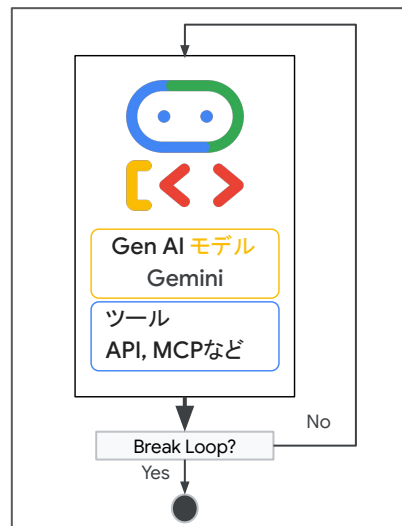 Gen AI モデル
Gemini
ツール
API, MCPなど
No
Break Loop?
Yes